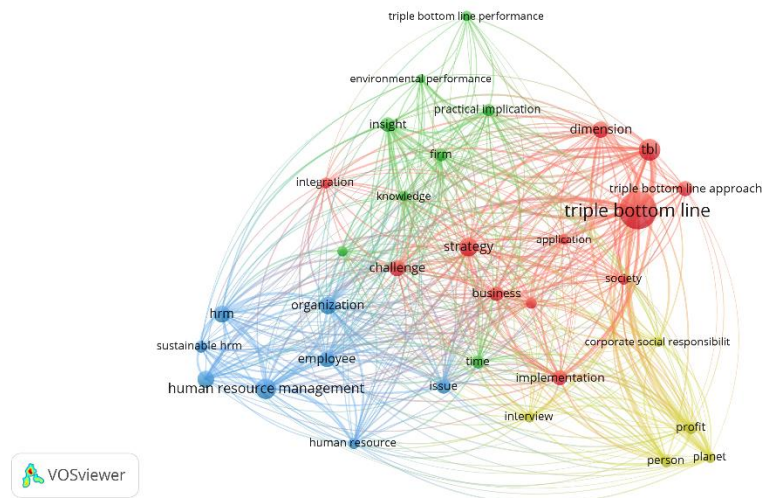 triple bottom line performance
environmental performance
practical implication
insight
dimension
firm
tbl
integration
triple bottom line approach
knowledge
triple bottom line
strategy
application
challenge
society
business
organization
hrm
sustainable hrm
corporate social responsibilit
employee
time
human resource management
issue
implementation
interview
profit
human resource
person
planet
VOSviewer